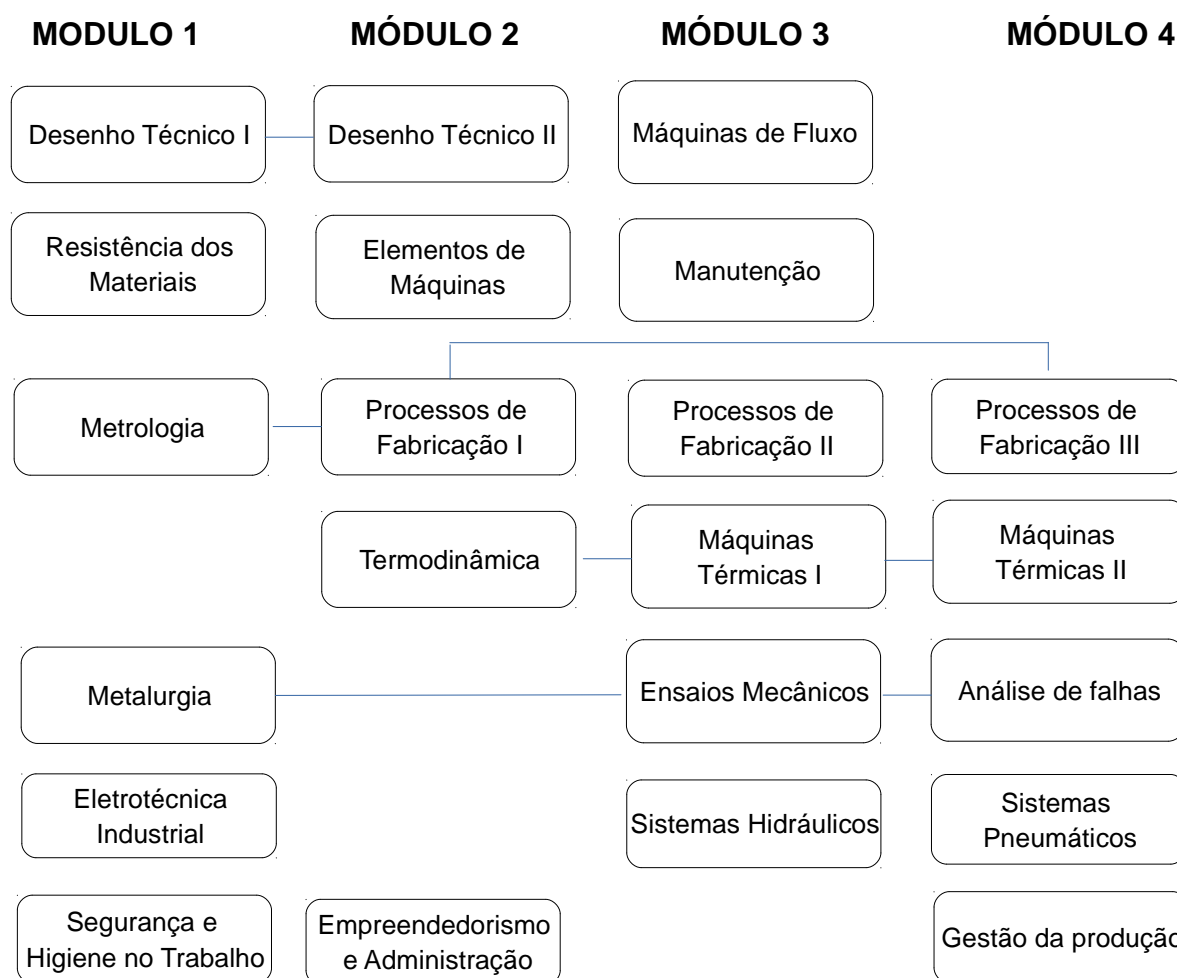 MODULO 1
MÓDULO 2
MÓDULO 3
MÓDULO 4
Desenho Técnico I
Desenho Técnico II
Máquinas de Fluxo
Resistência dos
Materiais
Elementos de
Máquinas
Manutenção
Metrologia
Processos de
Fabricação I
Processos de
Fabricação II
Processos de
Fabricação III
Termodinâmica
Máquinas
Térmicas I
Máquinas
Térmicas II
Metalurgia
Ensaios Mecânicos
Análise de falhas
Eletrotécnica
Industrial
Sistemas Hidráulicos
Sistemas
Pneumáticos
Segurança e
Higiene no Trabalho
Empreendedorismo
e Administração
Gestão da produção